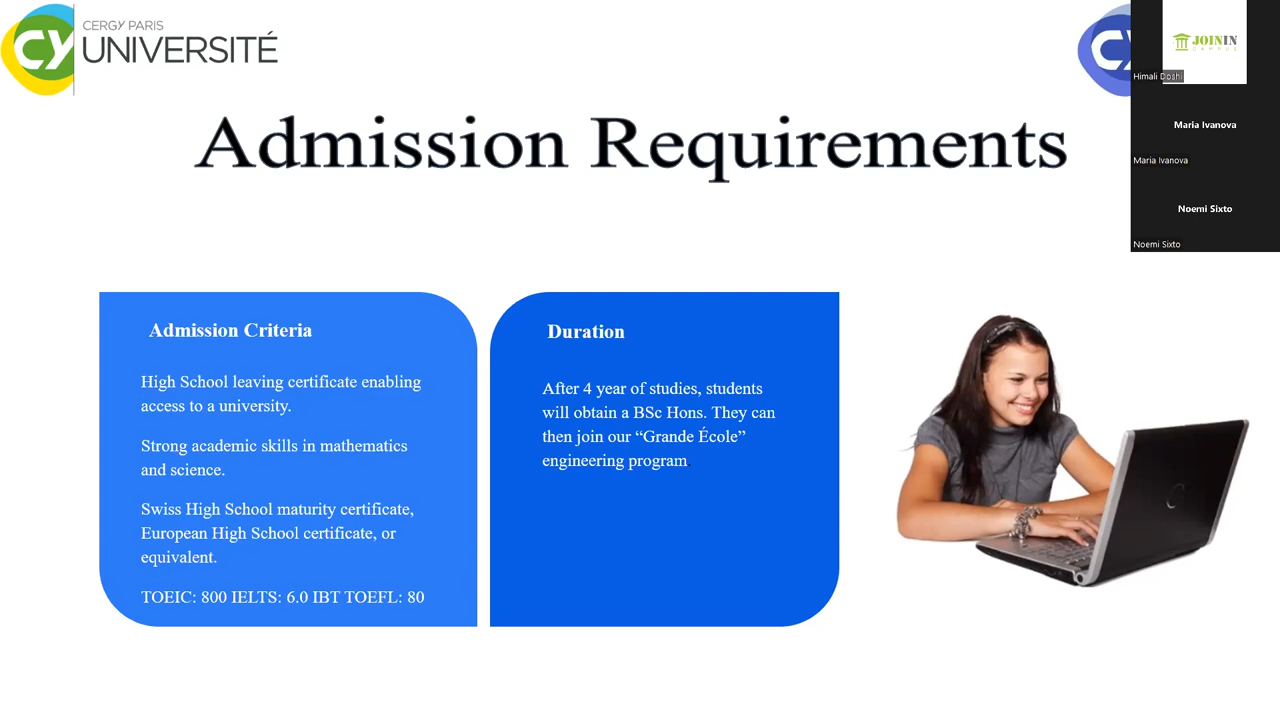 CERGY PARIS
UNIVERSITÉ
CY
CY
JOININ
CAMPUS
Himali Doshi
Maria Ivanova
Maria Ivanova
Noemi Sixto
Noemi Sixto
Admission Requirements
Admission Criteria
High School leaving certificate enabling
access to a university.
Strong academic skills in mathematics
and science.
Swiss High School maturity certificate,
European High School certificate, or
equivalent.
TOEIC: 800 IELTS: 6.0 IBT TOEFL: 80
Duration
After 4 year of studies, students
will obtain a BSc Hons. They can
then join our “Grande École”
engineering program.